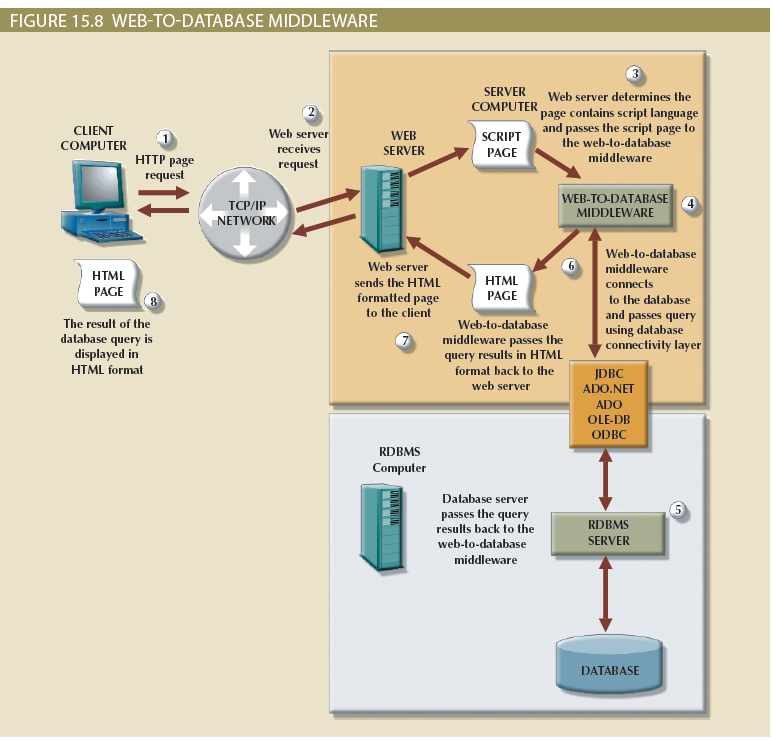 FIGURE 15.8 WEB-TO-DATABASE MIDDLEWARE
CLIENT
COMPUTER
1
HTTP page
request
2
Web server
receives
request
TCP/IP
NETWORK
WEB
SERVER
SERVER
COMPUTER
SCRIPT
PAGE
3
Web server determines the
page contains script language
and passes the script page to
the web-to-database
middleware
WEB-TO-DATABASE
MIDDLEWARE
4
Web-to-database
middleware
connects
to the database
and passes query
using database
connectivity layer
6
HTML
PAGE
Web-to-database
middleware passes the
query results in HTML
format back to the
web server
Web server
sends the HTML
formatted page
to the client
7
HTML
PAGE
8
The result of the
database query is
displayed in
HTML format
JDBC
ADO.NET
ADO
OLE-DB
ODBC
RDBMS
Computer
Database server
passes the query
results back to the
web-to-database
middleware
5
RDBMS
SERVER
DATABASE